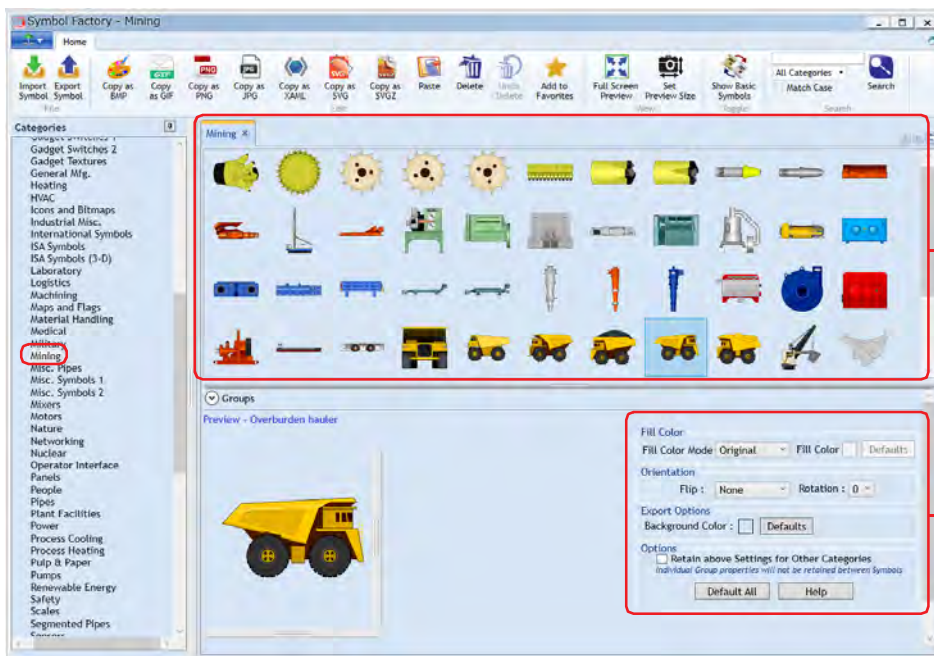 Symbol Factory - Mining
Home
Import Symbol
Export Symbol
Copy as BMP
Copy as GIF
Copy as PNG
Copy as JPG
Copy as XAML
Copy as SVG
Copy as SVGZ
Paste
Delete
Undo Delete
Add to Favorites
Full Screen Preview
Set Preview Size
Show Basic Symbols
All Categories
Match Case
Search
File
Edit
View
Toggle
Search
Categories
Gadget Switches 1
Gadget Switches 2
Gadget Textures
General Mfg.
Heating
HVAC
Icons and Bitmaps
Industrial Misc.
International Symbols
ISA Symbols
ISA Symbols (3-D)
Laboratory
Logistics
Machining
Maps and Flags
Material Handling
Medical
Military
Mining
Misc. Pipes
Misc. Symbols 1
Misc. Symbols 2
Mixers
Motors
Nature
Networking
Nuclear
Operator Interface
Panels
People
Pipes
Plant Facilities
Power
Process Cooling
Process Heating
Pulp & Paper
Pumps
Renewable Energy
Safety
Scales
Segmented Pipes
Sensors
Mining
Groups
Preview - Overburden hauler
Fill Color
Fill Color Mode Original Fill Color Defaults
Orientation
Flip : None Rotation : 0
Export Options
Background Color : Defaults
Options
Retain above Settings for Other Categories
Individual Group properties will not be retained between Symbols
Default All Help